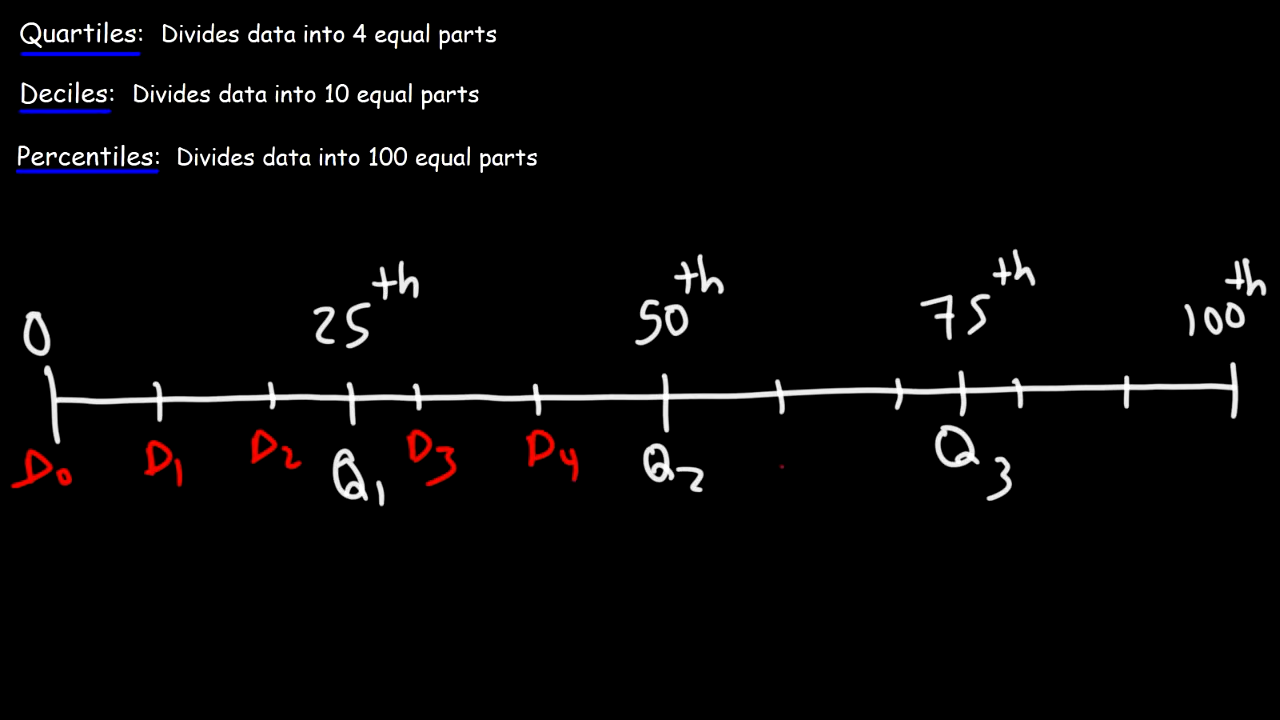 Quartiles: Divides data into 4 equal parts
Deciles: Divides data into 10 equal parts
Percentiles: Divides data into 100 equal parts
0 25th 50th 75th 100th
D0 D1 D2 Q1 D3 D4 Q2 Q3